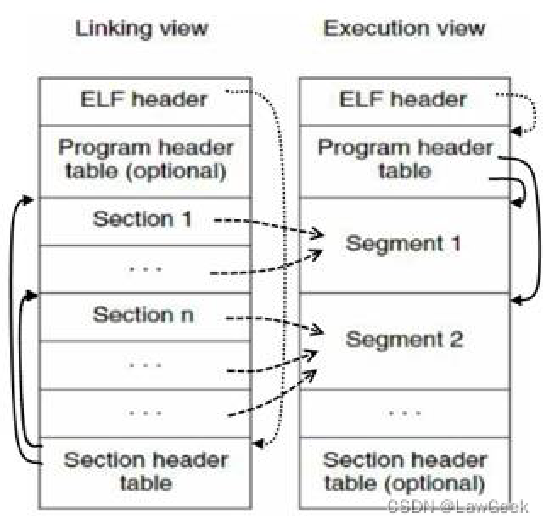 Linking view
ELF header
Program header
table (optional)
Section 1
. . .
Section n
. . .
. . .
Section header
table
Execution view
ELF header
Program header
table
Segment 1
Segment 2
. . .
Section header
table (optional)
CSDN @LawGeek